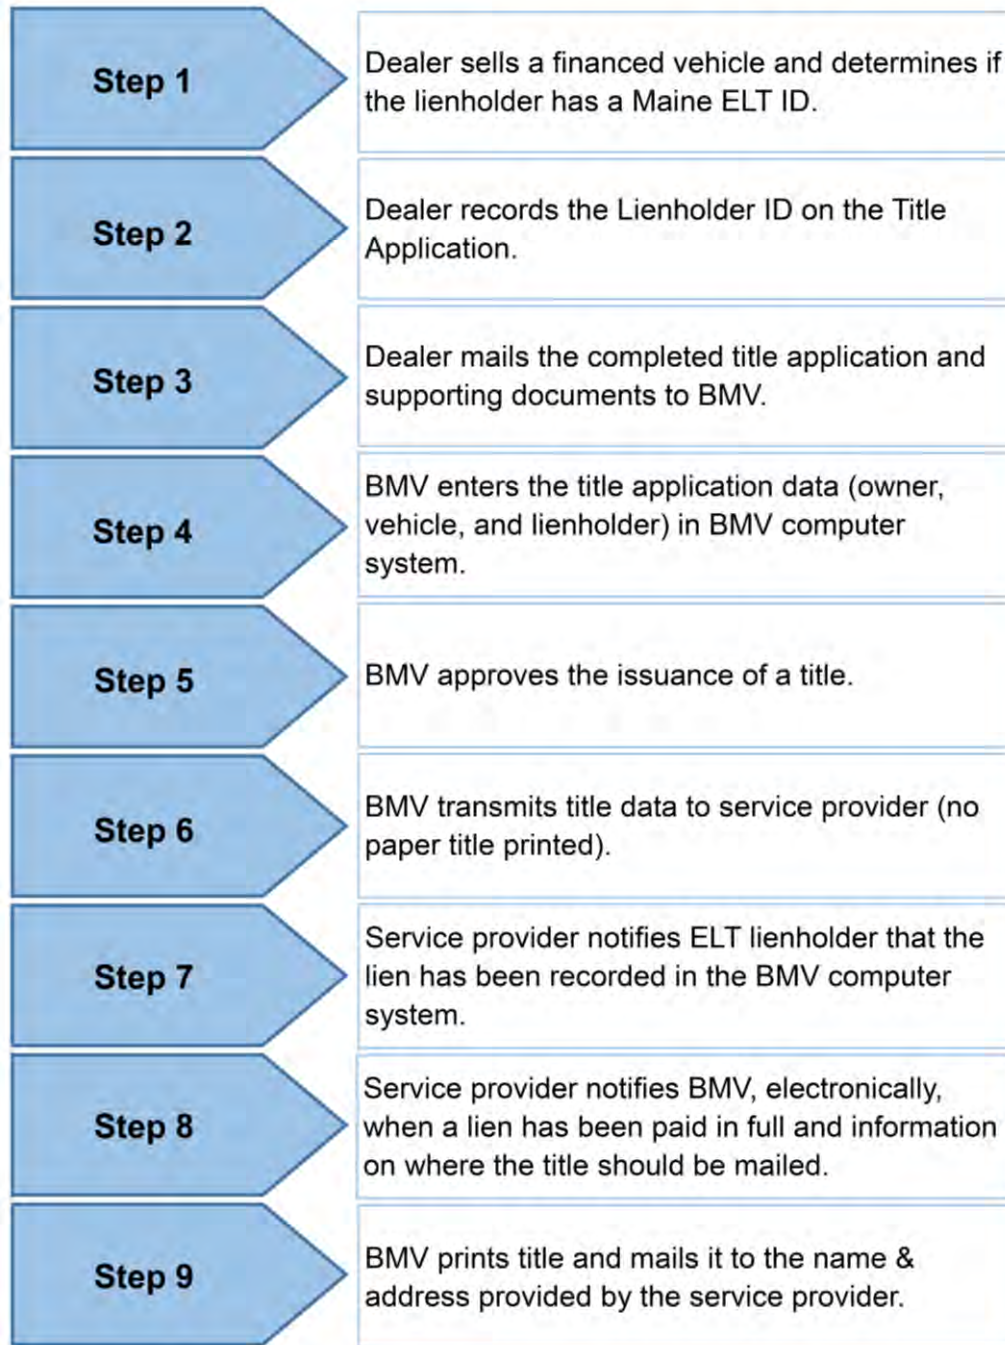 Step 1
Dealer sells a financed vehicle and determines if
the lienholder has a Maine ELT ID.
Step 2
Dealer records the Lienholder ID on the Title
Application.
Step 3
Dealer mails the completed title application and
supporting documents to BMV.
Step 4
BMV enters the title application data (owner,
vehicle, and lienholder) in BMV computer
system.
Step 5
BMV approves the issuance of a title.
Step 6
BMV transmits title data to service provider (no
paper title printed).
Step 7
Service provider notifies ELT lienholder that the
lien has been recorded in the BMV computer
system.
Step 8
Service provider notifies BMV, electronically,
when a lien has been paid in full and information
on where the title should be mailed.
Step 9
BMV prints title and mails it to the name &
address provided by the service provider.